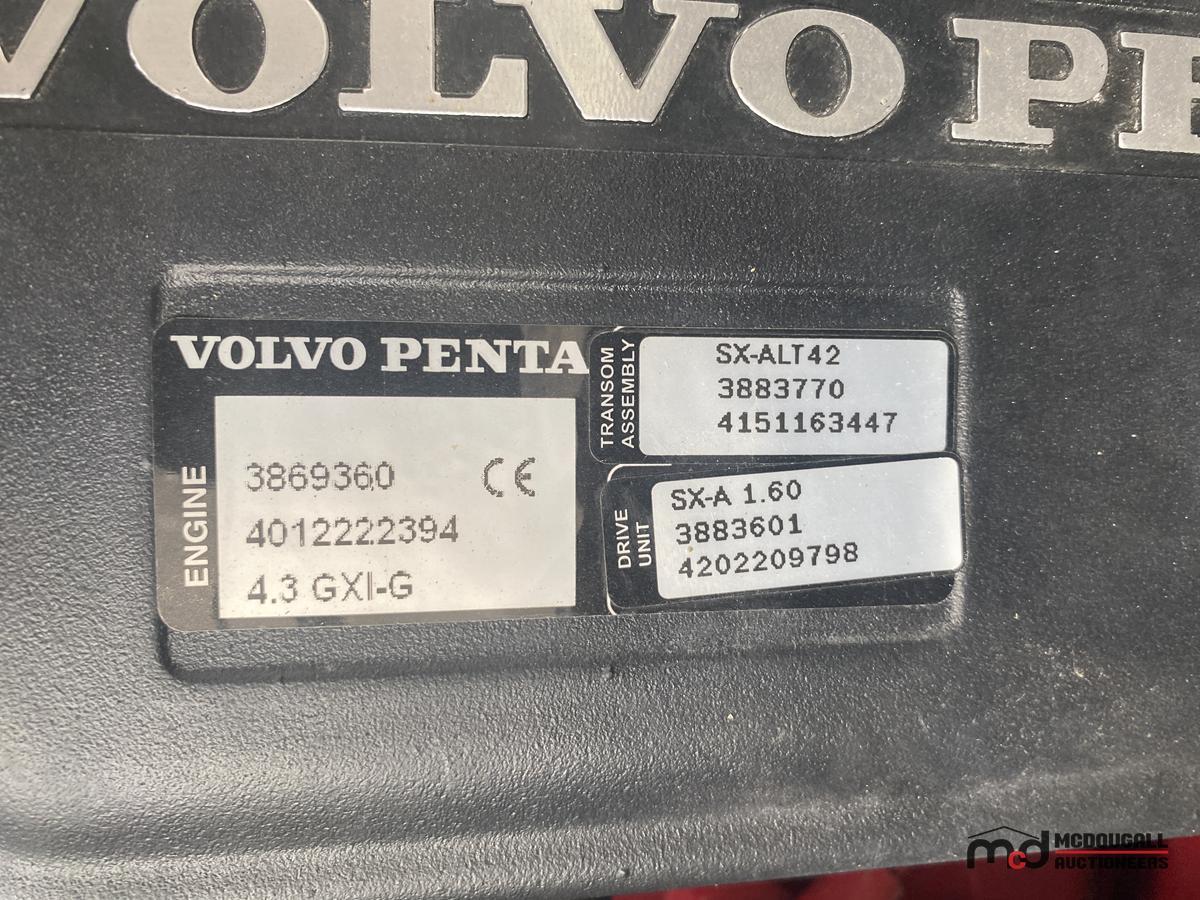 VOLVO PE
VOLVO PENTA
ENGINE
3869360 CE
4012222394
4.3 GXI-G
TRANSOM
ASSEMBLY
SX-ALT42
3883770
4151163447
DRIVE
UNIT
SX-A 1.60
3883601
4202209798
mcd MCDOUGALL
AUCTIONEERS